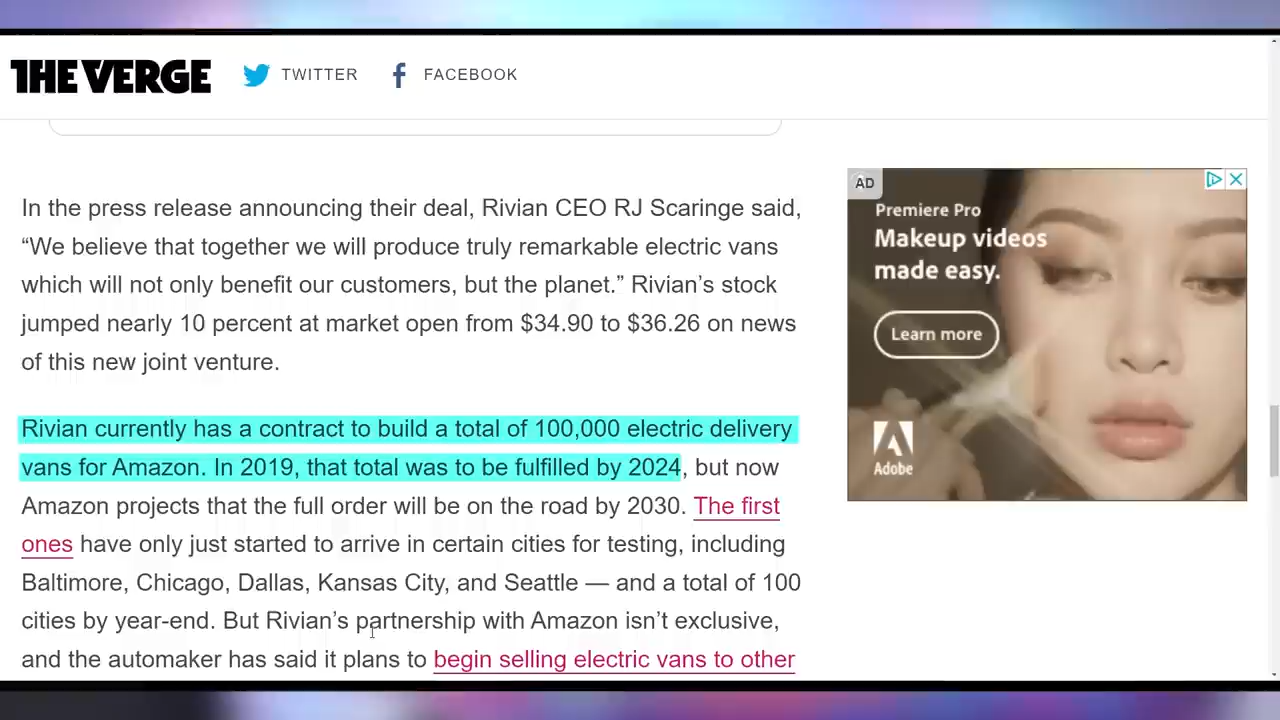 THE VERGE
TWITTER
FACEBOOK
In the press release announcing their deal, Rivian CEO RJ Scaringe said,
“We believe that together we will produce truly remarkable electric vans
which will not only benefit our customers, but the planet.” Rivian’s stock
jumped nearly 10 percent at market open from $34.90 to $36.26 on news
of this new joint venture.
Rivian currently has a contract to build a total of 100,000 electric delivery
vans for Amazon. In 2019, that total was to be fulfilled by 2024, but now
Amazon projects that the full order will be on the road by 2030. The first
ones have only just started to arrive in certain cities for testing, including
Baltimore, Chicago, Dallas, Kansas City, and Seattle — and a total of 100
cities by year-end. But Rivian’s partnership with Amazon isn’t exclusive,
and the automaker has said it plans to begin selling electric vans to other
AD
Premiere Pro
Makeup videos
made easy.
Learn more
Adobe